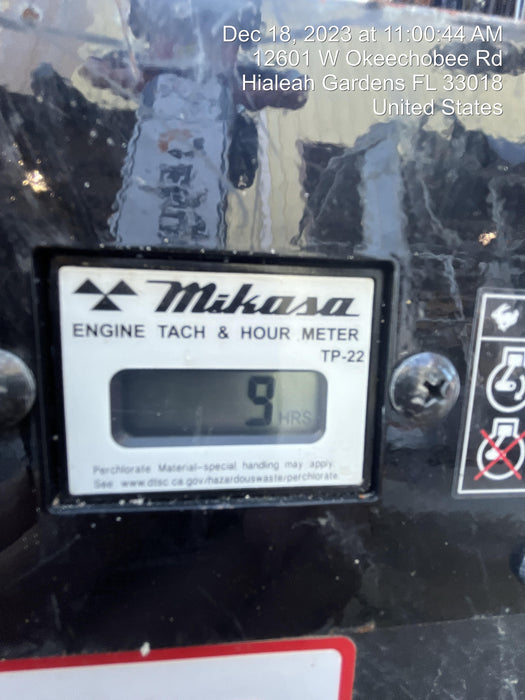 Dec 18, 2023 at 11:00:44 AM
12601 W Okeechobee Rd
Hialeah Gardens FL 33018
United States
Mikasa
ENGINE TACH & HOUR METER
TP-22
9 HRS
Perchlorate Material-special handling may apply.
See www.dtsc.ca.gov/hazardouswaste/perchlorate.